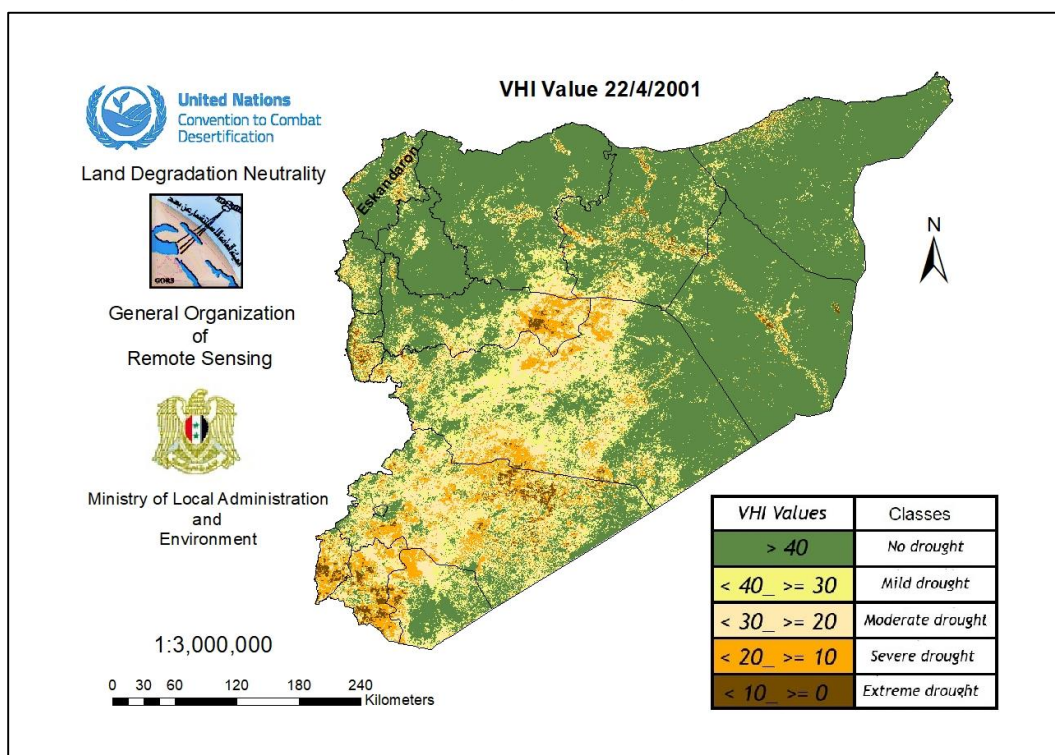 VHI Value 22/4/2001
United Nations
Convention to Combat
Desertification
Land Degradation Neutrality
GORS
General Organization
of
Remote Sensing
Ministry of Local Administration
and
Environment
Eskandaron
N
VHI Values Classes
> 40 No drought
< 40_ >= 30 Mild drought
< 30_ >= 20 Moderate drought
< 20_ >= 10 Severe drought
< 10_ >= 0 Extreme drought
1:3,000,000
0 30 60 120 180 240
Kilometers